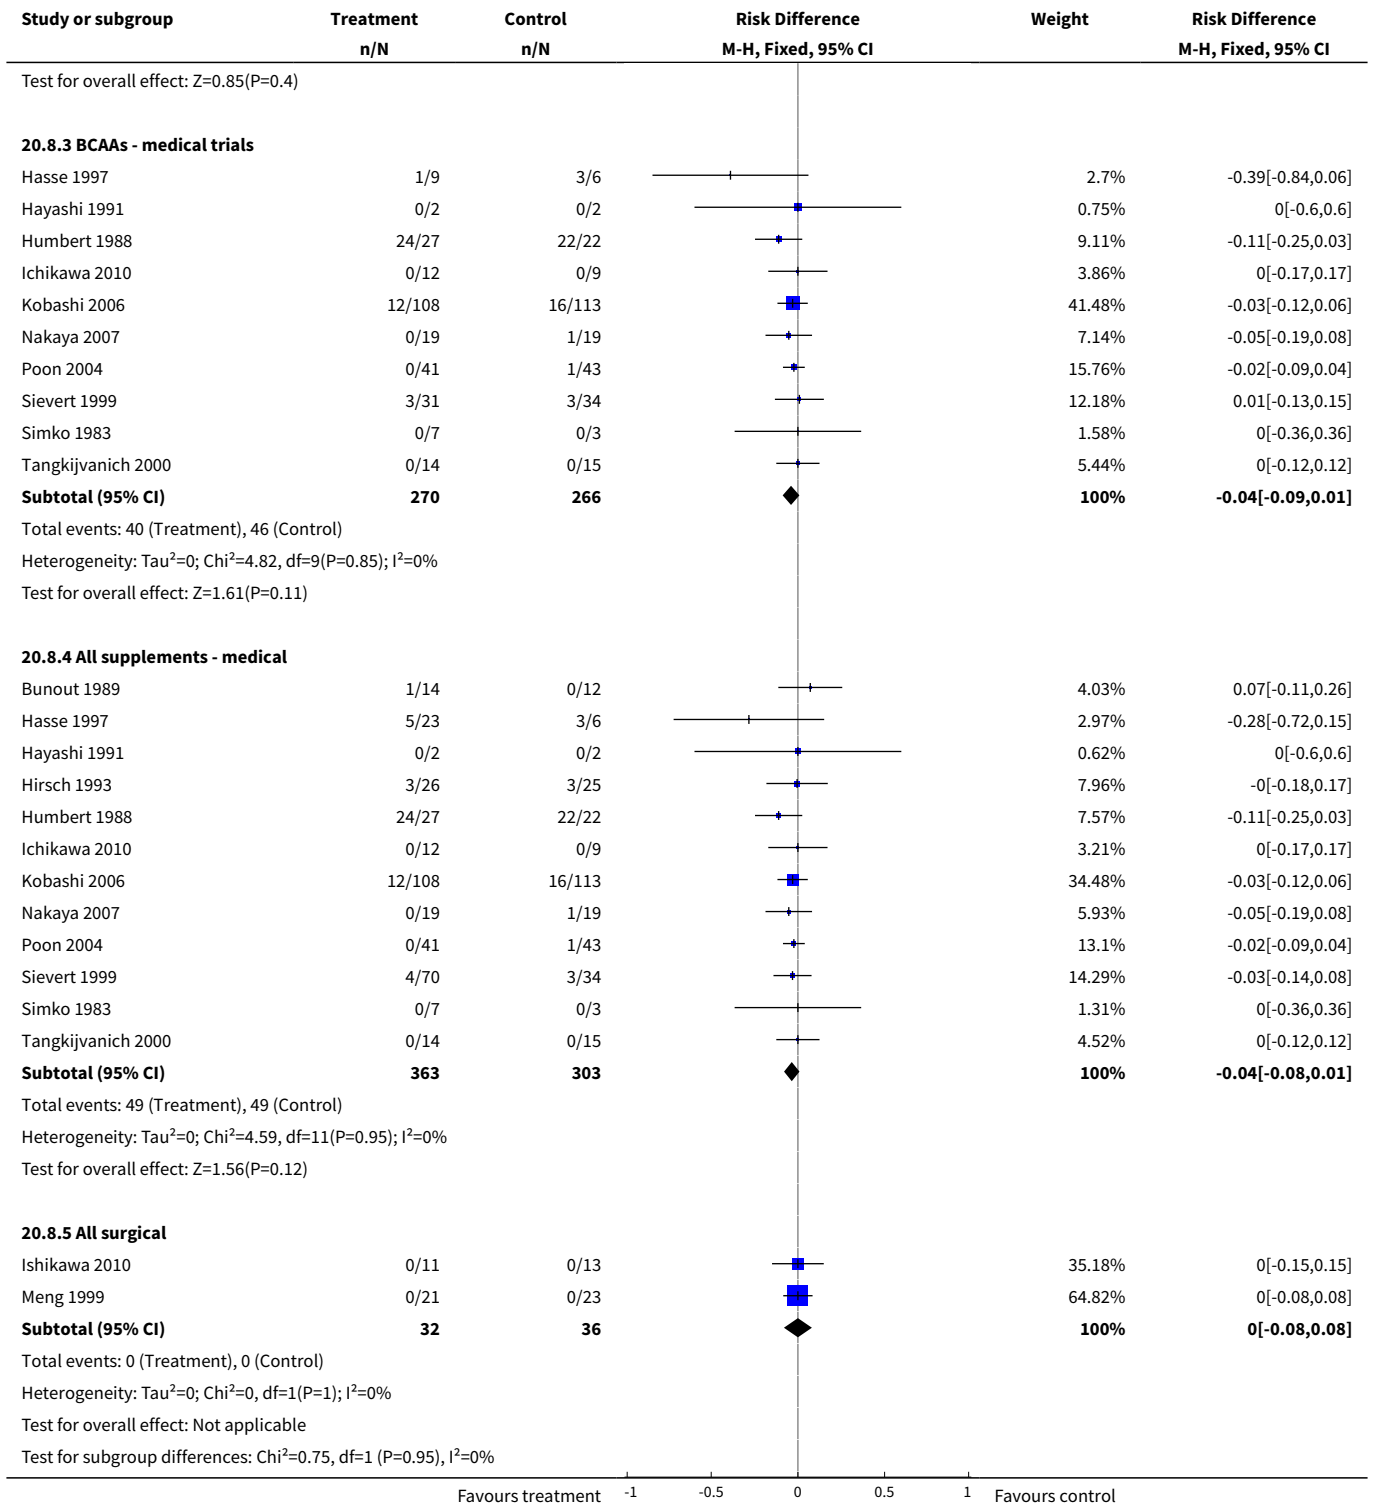 Study or subgroup Treatment Control Risk Difference Weight Risk Difference
n/N n/N M-H, Fixed, 95% CI M-H, Fixed, 95% CI
Test for overall effect: Z=0.85(P=0.4)
20.8.3 BCAAs - medical trials
Hasse 1997 1/9 3/6 2.7% -0.39[-0.84,0.06]
Hayashi 1991 0/2 0/2 0.75% 0[-0.6,0.6]
Humbert 1988 24/27 22/22 9.11% -0.11[-0.25,0.03]
Ichikawa 2010 0/12 0/9 3.86% 0[-0.17,0.17]
Kobashi 2006 12/108 16/113 41.48% -0.03[-0.12,0.06]
Nakaya 2007 0/19 1/19 7.14% -0.05[-0.19,0.08]
Poon 2004 0/41 1/43 15.76% -0.02[-0.09,0.04]
Sievert 1999 3/31 3/34 12.18% 0.01[-0.13,0.15]
Simko 1983 0/7 0/3 1.58% 0[-0.36,0.36]
Tangkijvanich 2000 0/14 0/15 5.44% 0[-0.12,0.12]
Subtotal (95% CI) 270 266 100% -0.04[-0.09,0.01]
Total events: 40 (Treatment), 46 (Control)
Heterogeneity: Tau²=0; Chi²=4.82, df=9(P=0.85); I²=0%
Test for overall effect: Z=1.61(P=0.11)
20.8.4 All supplements - medical
Bunout 1989 1/14 0/12 4.03% 0.07[-0.11,0.26]
Hasse 1997 5/23 3/6 2.97% -0.28[-0.72,0.15]
Hayashi 1991 0/2 0/2 0.62% 0[-0.6,0.6]
Hirsch 1993 3/26 3/25 7.96% -0[-0.18,0.17]
Humbert 1988 24/27 22/22 7.57% -0.11[-0.25,0.03]
Ichikawa 2010 0/12 0/9 3.21% 0[-0.17,0.17]
Kobashi 2006 12/108 16/113 34.48% -0.03[-0.12,0.06]
Nakaya 2007 0/19 1/19 5.93% -0.05[-0.19,0.08]
Poon 2004 0/41 1/43 13.1% -0.02[-0.09,0.04]
Sievert 1999 4/70 3/34 14.29% -0.03[-0.14,0.08]
Simko 1983 0/7 0/3 1.31% 0[-0.36,0.36]
Tangkijvanich 2000 0/14 0/15 4.52% 0[-0.12,0.12]
Subtotal (95% CI) 363 303 100% -0.04[-0.08,0.01]
Total events: 49 (Treatment), 49 (Control)
Heterogeneity: Tau²=0; Chi²=4.59, df=11(P=0.95); I²=0%
Test for overall effect: Z=1.56(P=0.12)
20.8.5 All surgical
Ishikawa 2010 0/11 0/13 35.18% 0[-0.15,0.15]
Meng 1999 0/21 0/23 64.82% 0[-0.08,0.08]
Subtotal (95% CI) 32 36 100% 0[-0.08,0.08]
Total events: 0 (Treatment), 0 (Control)
Heterogeneity: Tau²=0; Chi²=0, df=1(P=1); I²=0%
Test for overall effect: Not applicable
Test for subgroup differences: Chi²=0.75, df=1 (P=0.95), I²=0%
Favours treatment -1 -0.5 0 0.5 1 Favours control